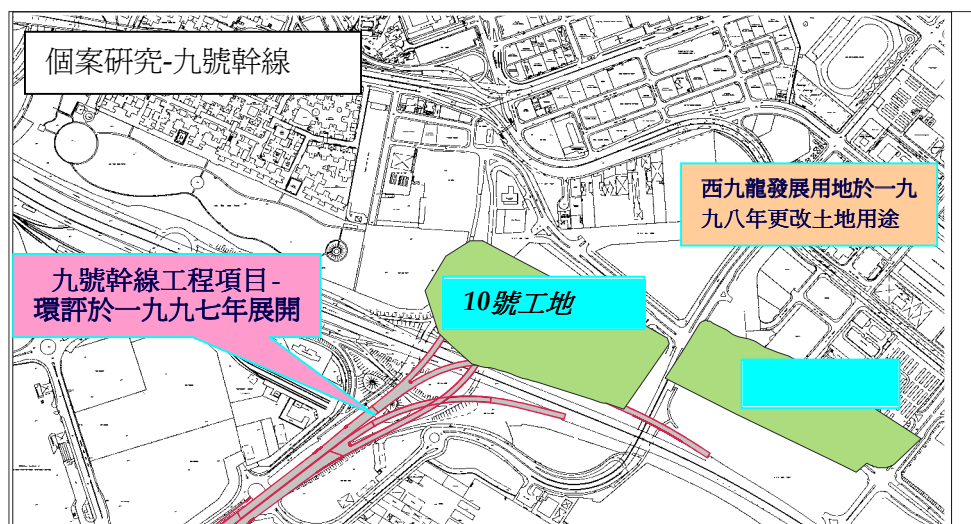 個案研究-九號幹線
西九龍發展用地於一九
九八年更改土地用途
九號幹線工程項目-
環評於一九九七年展開
10號工地